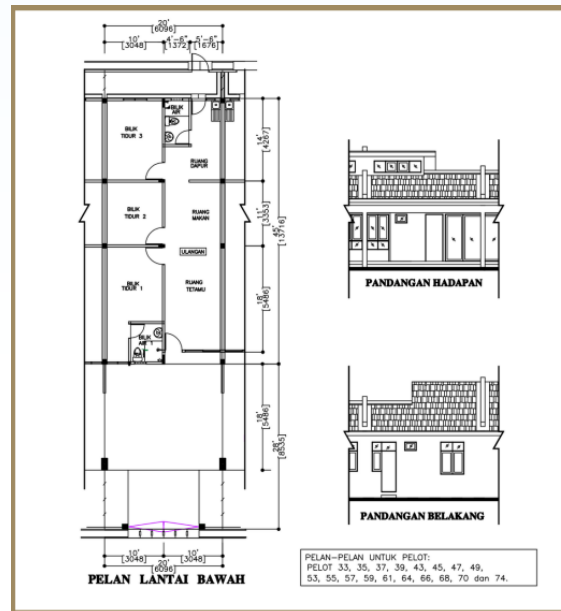 20'
[6096]
10'
[3048]
4'-6"
[1372]
5'-6"
[1676]
BILIK
TIDUR 3
BILIK
AIR
RUANG
DAPUR
14'
[4267]
BILIK
TIDUR 2
RUANG
MAKAN
11'
[3353]
45'
[13716]
ULANGAN
BILIK
TIDUR 1
RUANG
TETAMU
18'
[5486]
BILIK
AIR 1
18'
[5486]
28'
[8535]
10'
[3048]
10'
[3048]
20'
[6096]
PELAN LANTAI BAWAH
PANDANGAN HADAPAN
PANDANGAN BELAKANG
PELAN-PELAN UNTUK PELOT:
PELOT 33, 35, 37, 39, 43, 45, 47, 49,
53, 55, 57, 59, 61, 64, 66, 68, 70 dan 74.